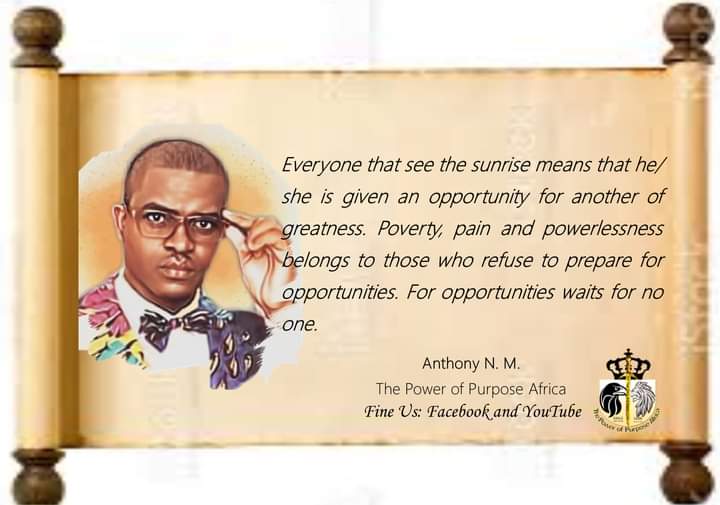 Everyone that see the sunrise means that he/
she is given an opportunity for another of
greatness. Poverty, pain and powerlessness
belongs to those who refuse to prepare for
opportunities. For opportunities waits for no
one.
Anthony N. M.
The Power of Purpose Africa
Fine Us: Facebook and YouTube
The Power of Purpose Africa
iStock